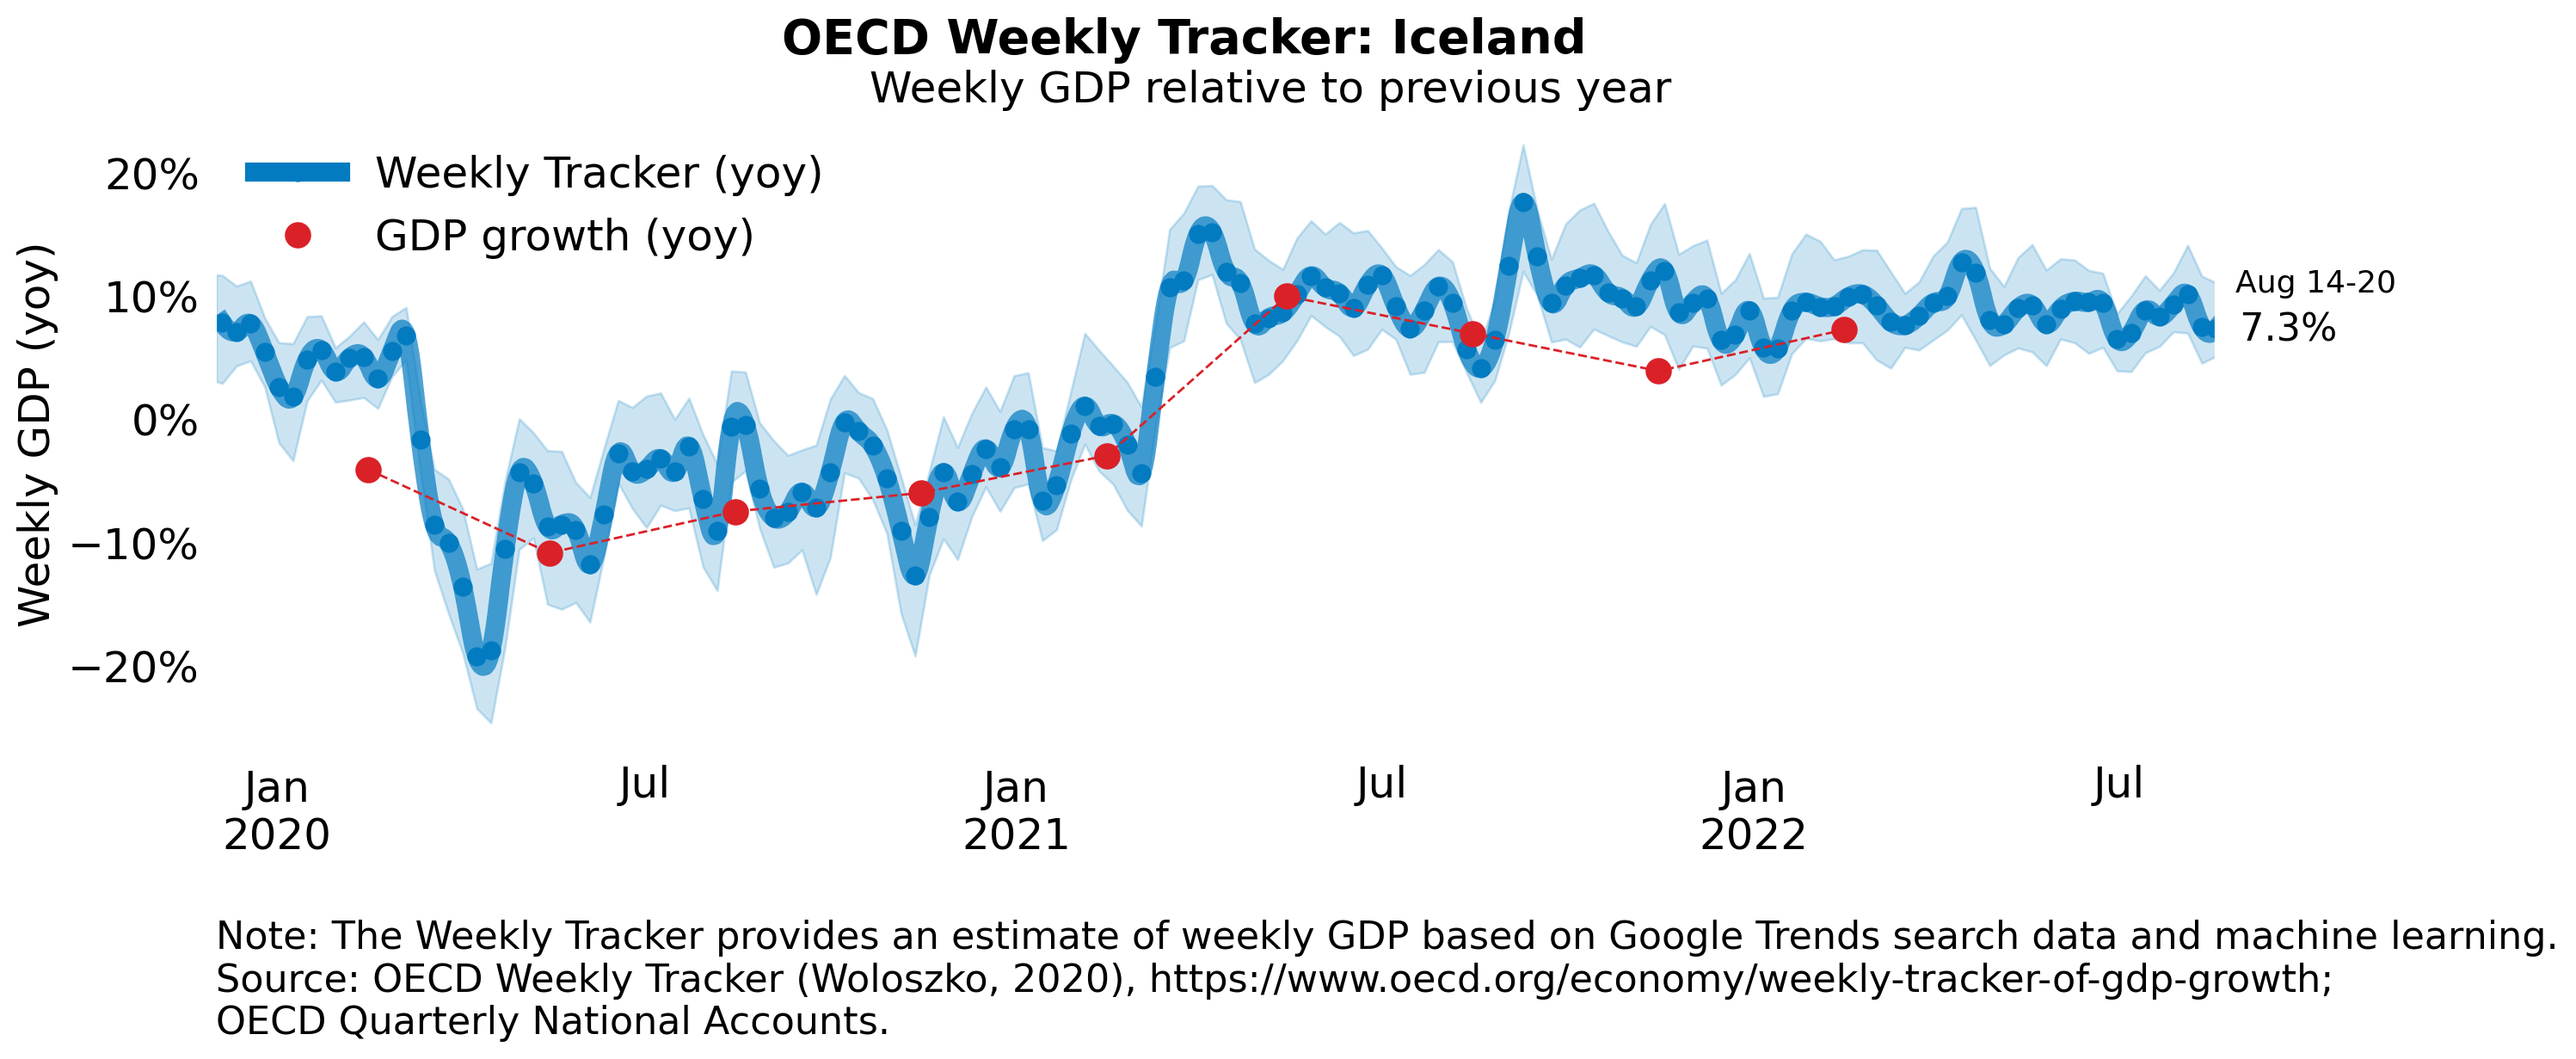 OECD Weekly Tracker: Iceland
Weekly GDP relative to previous year
Weekly Tracker (yoy)
GDP growth (yoy)
Weekly GDP (yoy)
20%
10%
0%
−10%
−20%
Aug 14-20
7.3%
Jan
2020
Jul
Jan
2021
Jul
Jan
2022
Jul
Note: The Weekly Tracker provides an estimate of weekly GDP based on Google Trends search data and machine learning.
Source: OECD Weekly Tracker (Woloszko, 2020), https://www.oecd.org/economy/weekly-tracker-of-gdp-growth;
OECD Quarterly National Accounts.